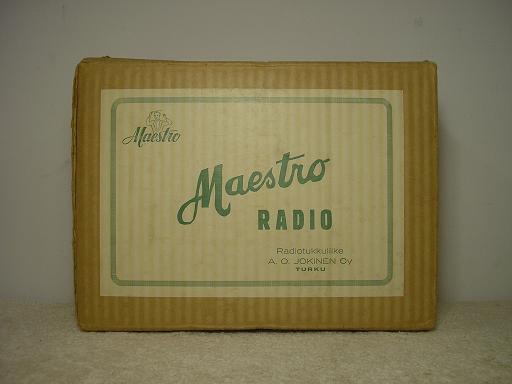 Maestro
Maestro
RADIO
Radiotukkuliike
A. O. JOKINEN Oy
TURKU